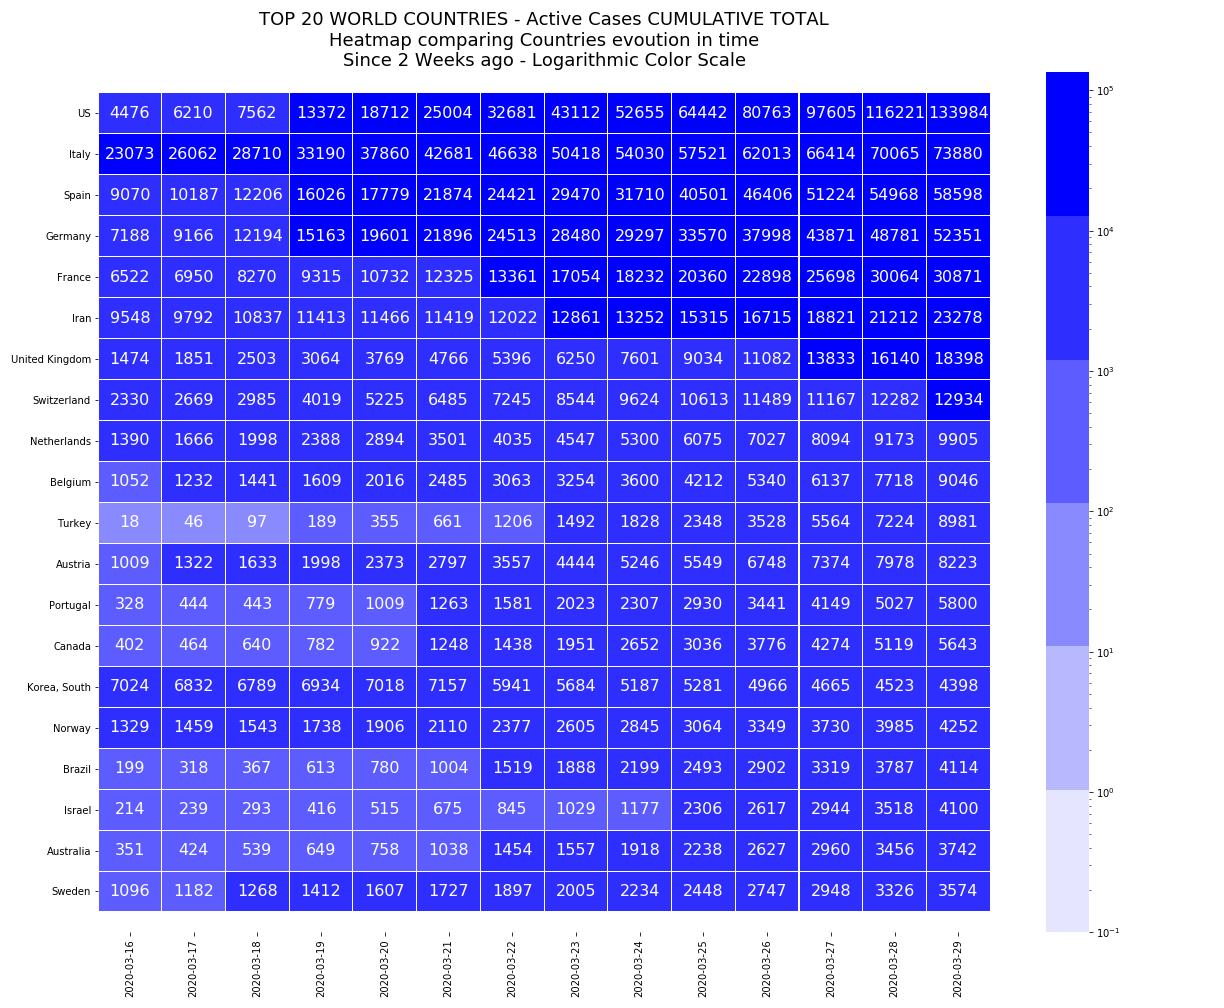 TOP 20 WORLD COUNTRIES - Active Cases CUMULATIVE TOTAL
Heatmap comparing Countries evoution in time
Since 2 Weeks ago - Logarithmic Color Scale
US 4476 6210 7562 13372 18712 25004 32681 43112 52655 64442 80763 97605 116221 133984
Italy 23073 26062 28710 33190 37860 42681 46638 50418 54030 57521 62013 66414 70065 73880
Spain 9070 10187 12206 16026 17779 21874 24421 29470 31710 40501 46406 51224 54968 58598
Germany 7188 9166 12194 15163 19601 21896 24513 28480 29297 33570 37998 43871 48781 52351
France 6522 6950 8270 9315 10732 12325 13361 17054 18232 20360 22898 25698 30064 30871
Iran 9548 9792 10837 11413 11466 11419 12022 12861 13252 15315 16715 18821 21212 23278
United Kingdom 1474 1851 2503 3064 3769 4766 5396 6250 7601 9034 11082 13833 16140 18398
Switzerland 2330 2669 2985 4019 5225 6485 7245 8544 9624 10613 11489 11167 12282 12934
Netherlands 1390 1666 1998 2388 2894 3501 4035 4547 5300 6075 7027 8094 9173 9905
Belgium 1052 1232 1441 1609 2016 2485 3063 3254 3600 4212 5340 6137 7718 9046
Turkey 18 46 97 189 355 661 1206 1492 1828 2348 3528 5564 7224 8981
Austria 1009 1322 1633 1998 2373 2797 3557 4444 5246 5549 6748 7374 7978 8223
Portugal 328 444 443 779 1009 1263 1581 2023 2307 2930 3441 4149 5027 5800
Canada 402 464 640 782 922 1248 1438 1951 2652 3036 3776 4274 5119 5643
Korea, South 7024 6832 6789 6934 7018 7157 5941 5684 5187 5281 4966 4665 4523 4398
Norway 1329 1459 1543 1738 1906 2110 2377 2605 2845 3064 3349 3730 3985 4252
Brazil 199 318 367 613 780 1004 1519 1888 2199 2493 2902 3319 3787 4114
Israel 214 239 293 416 515 675 845 1029 1177 2306 2617 2944 3518 4100
Australia 351 424 539 649 758 1038 1454 1557 1918 2238 2627 2960 3456 3742
Sweden 1096 1182 1268 1412 1607 1727 1897 2005 2234 2448 2747 2948 3326 3574
2020-03-16 2020-03-17 2020-03-18 2020-03-19 2020-03-20 2020-03-21 2020-03-22 2020-03-23 2020-03-24 2020-03-25 2020-03-26 2020-03-27 2020-03-28 2020-03-29
10⁵
10⁴
10³
10²
10¹
10⁰
10⁻¹